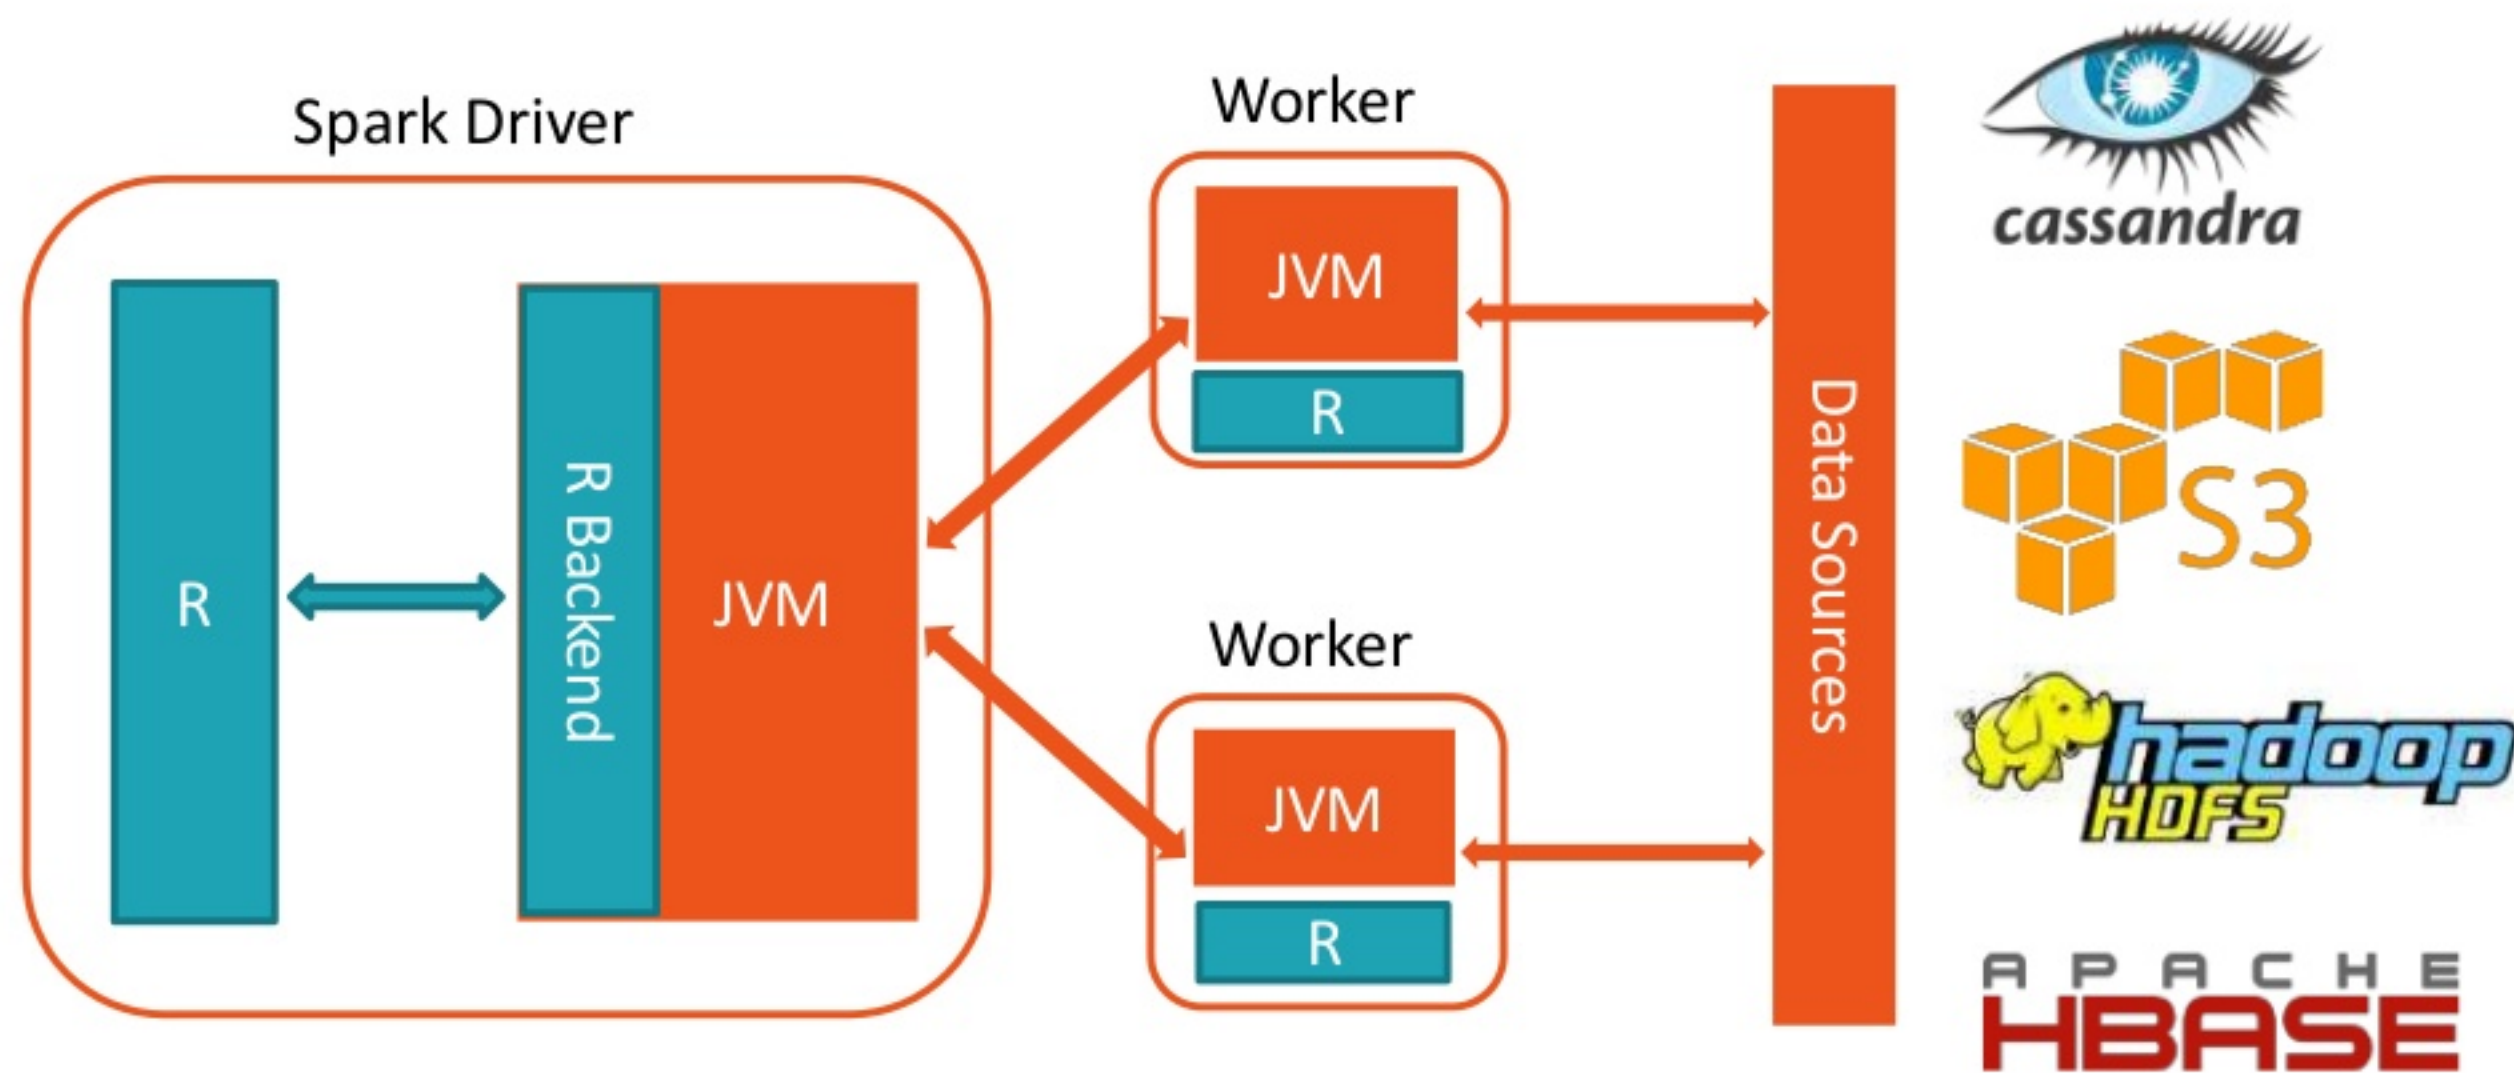 Spark Driver
R
R Backend
JVM
Worker
JVM
R
Worker
JVM
R
Data Sources
cassandra
S3
hadoop
HDFS
APACHE
HBASE